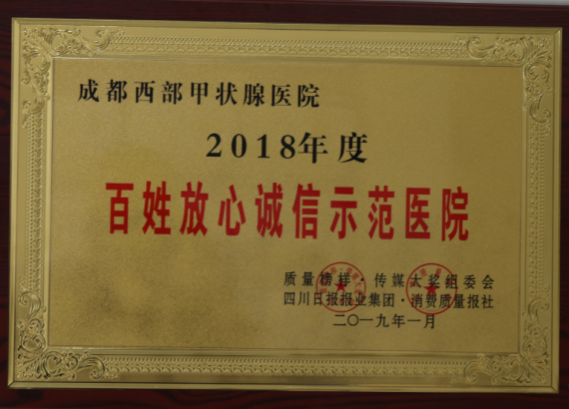 成都西部甲状腺医院
2018年度
百姓放心诚信示范医院
质量榜样·传媒大奖组委会
四川日报报业集团·消费质量报社
二〇一九年一月